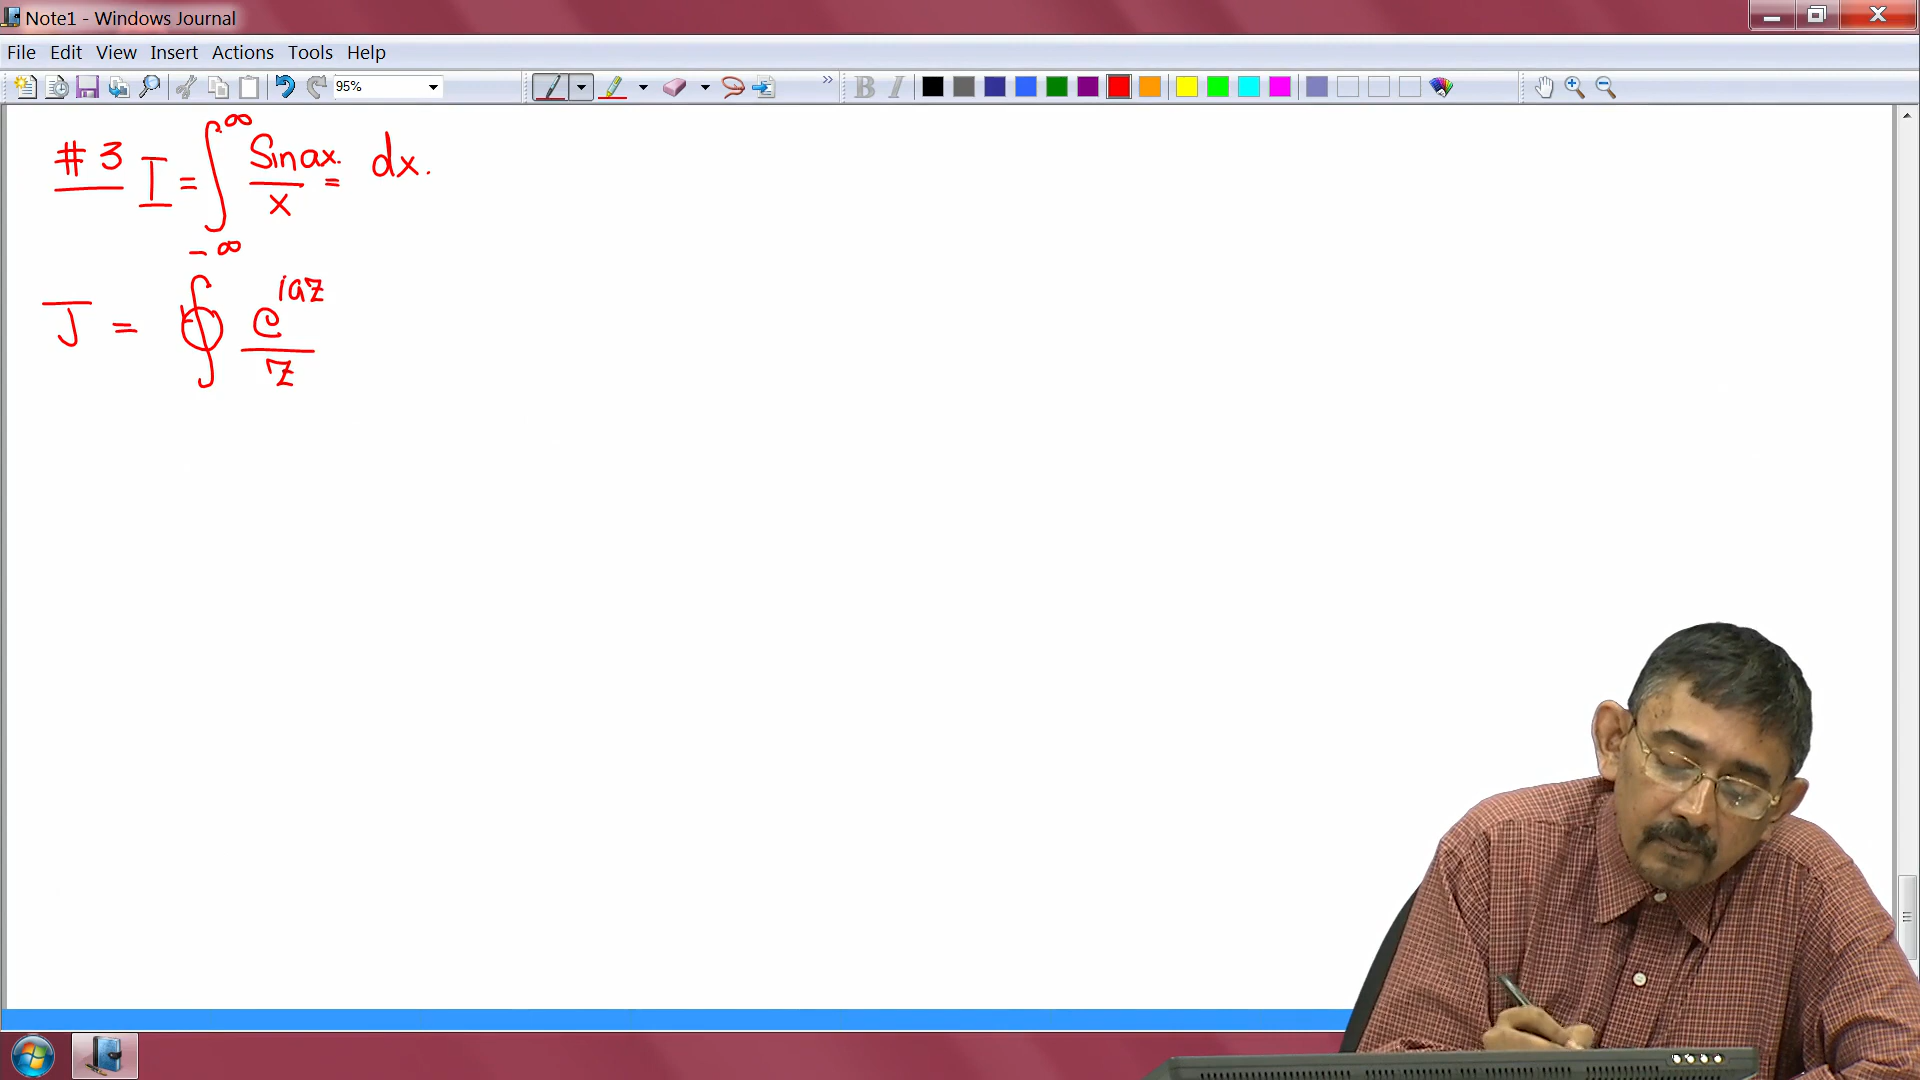 Note1 - Windows Journal
File Edit View Insert Actions Tools Help
95%
B I
# 3 I = ∫_{-∞}^{∞} Sin ax / x dx.
J = ∮ e^{iaz} / z